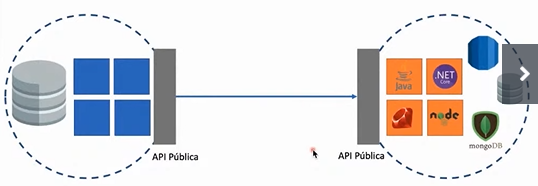 API Pública
API Pública
Java
.NET
Core
node
mongoDB